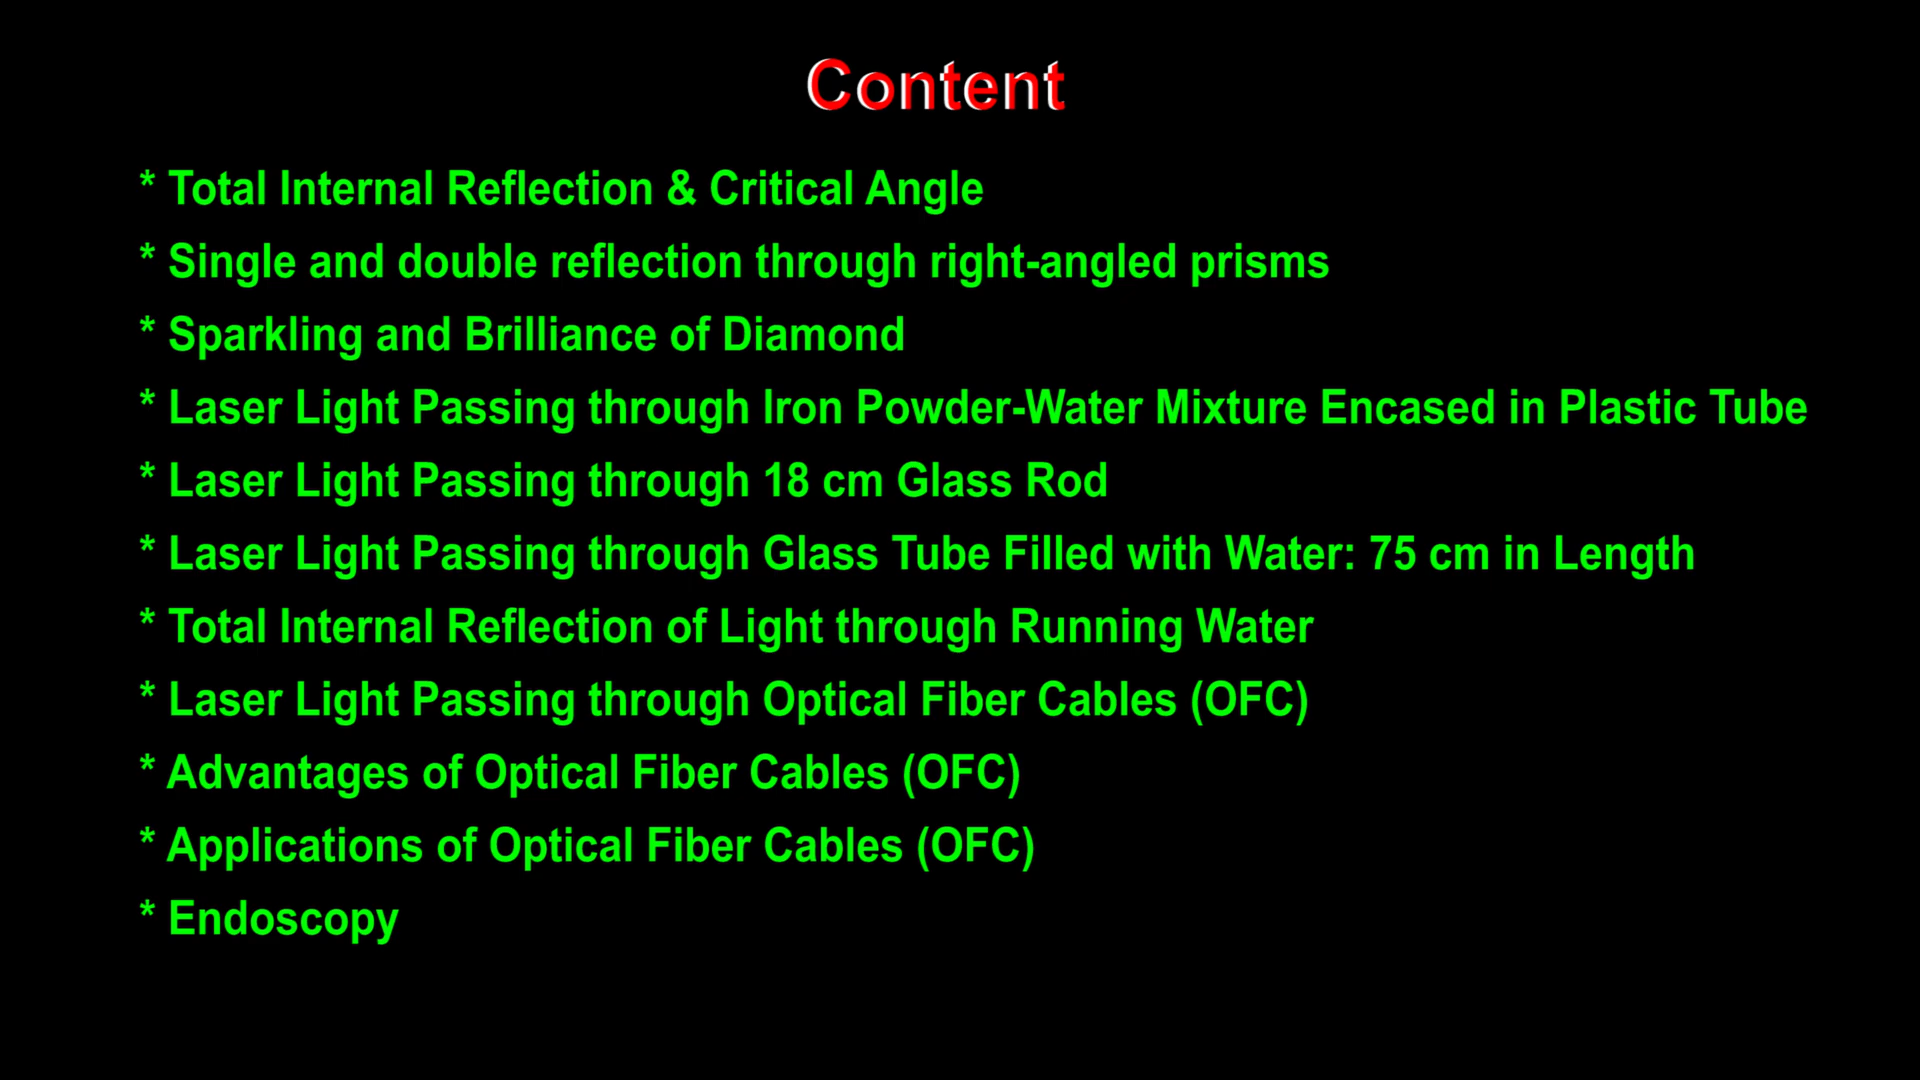 Content
* Total Internal Reflection & Critical Angle
* Single and double reflection through right-angled prisms
* Sparkling and Brilliance of Diamond
* Laser Light Passing through Iron Powder-Water Mixture Encased in Plastic Tube
* Laser Light Passing through 18 cm Glass Rod
* Laser Light Passing through Glass Tube Filled with Water: 75 cm in Length
* Total Internal Reflection of Light through Running Water
* Laser Light Passing through Optical Fiber Cables (OFC)
* Advantages of Optical Fiber Cables (OFC)
* Applications of Optical Fiber Cables (OFC)
* Endoscopy